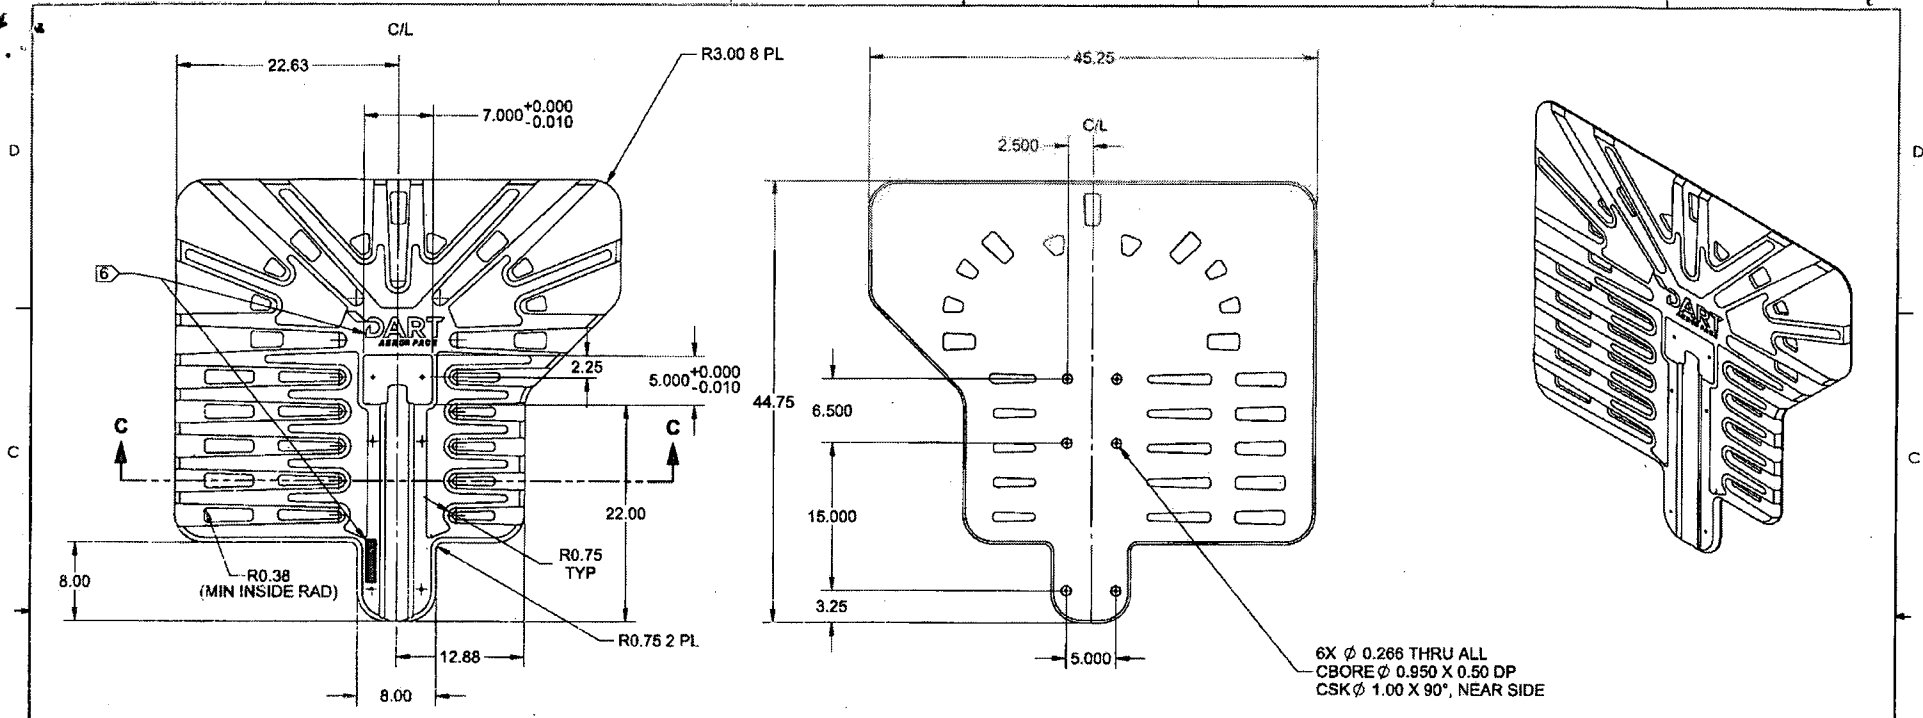 C/L
22.63
R3.00 8 PL
7.000 +0.000
-0.010
D
6
DART
AEROSPACE
2.25
5.000 +0.000
-0.010
C
C
C
22.00
8.00
R0.38
(MIN INSIDE RAD)
R0.75
TYP
R0.75 2 PL
12.88
8.00
45.25
C/L
2.500
44.75
6.500
15.000
3.25
5.000
6X Ø 0.266 THRU ALL
CBORE Ø 0.950 X 0.50 DP
CSK Ø 1.00 X 90°, NEAR SIDE
D
DART
AEROSPACE
C